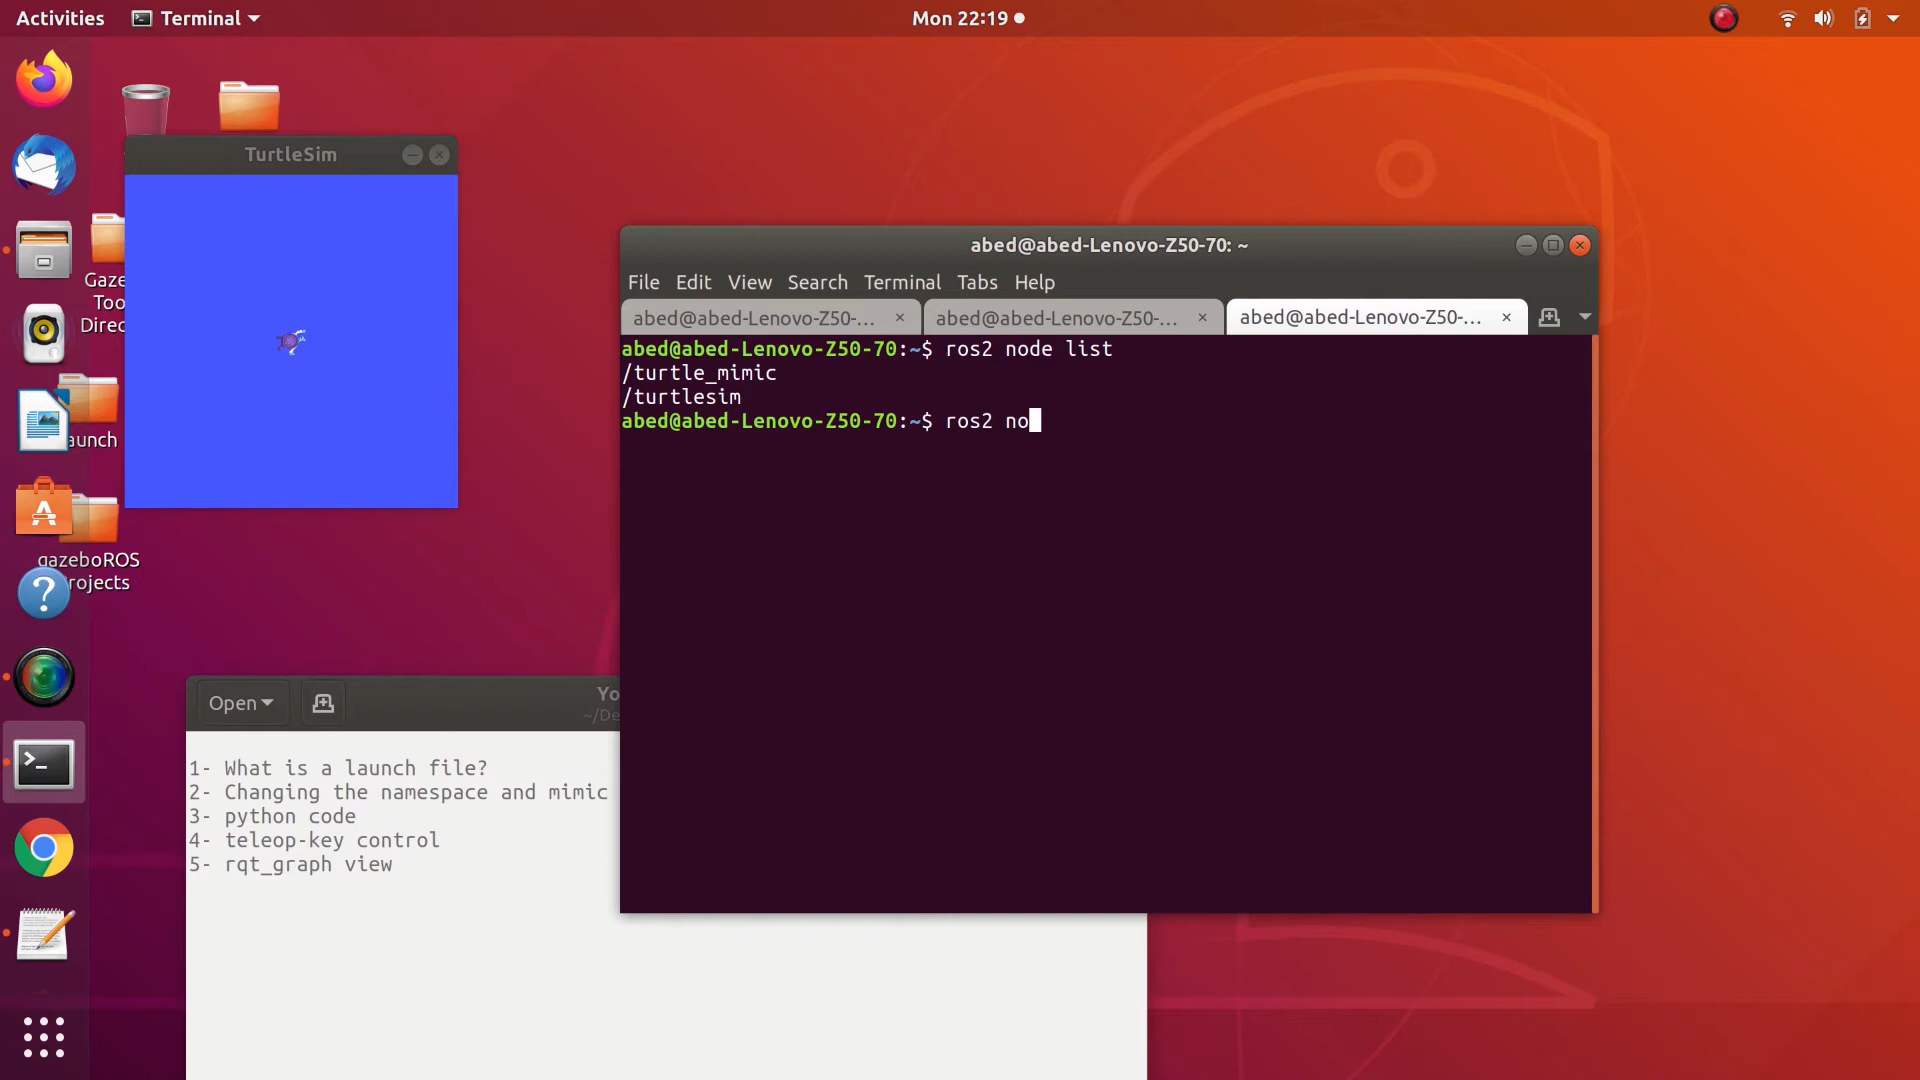 Activities
Terminal
Mon 22:19
TurtleSim
Gaze
Too
Direc
aunch
gazeboROS
rojects
abed@abed-Lenovo-Z50-70: ~
File Edit View Search Terminal Tabs Help
abed@abed-Lenovo-Z50-...
abed@abed-Lenovo-Z50-...
abed@abed-Lenovo-Z50-...
abed@abed-Lenovo-Z50-70:~$ ros2 node list
/turtle_mimic
/turtlesim
abed@abed-Lenovo-Z50-70:~$ ros2 no
Open
Yo
~/De
1- What is a launch file?
2- Changing the namespace and mimic
3- python code
4- teleop-key control
5- rqt_graph view